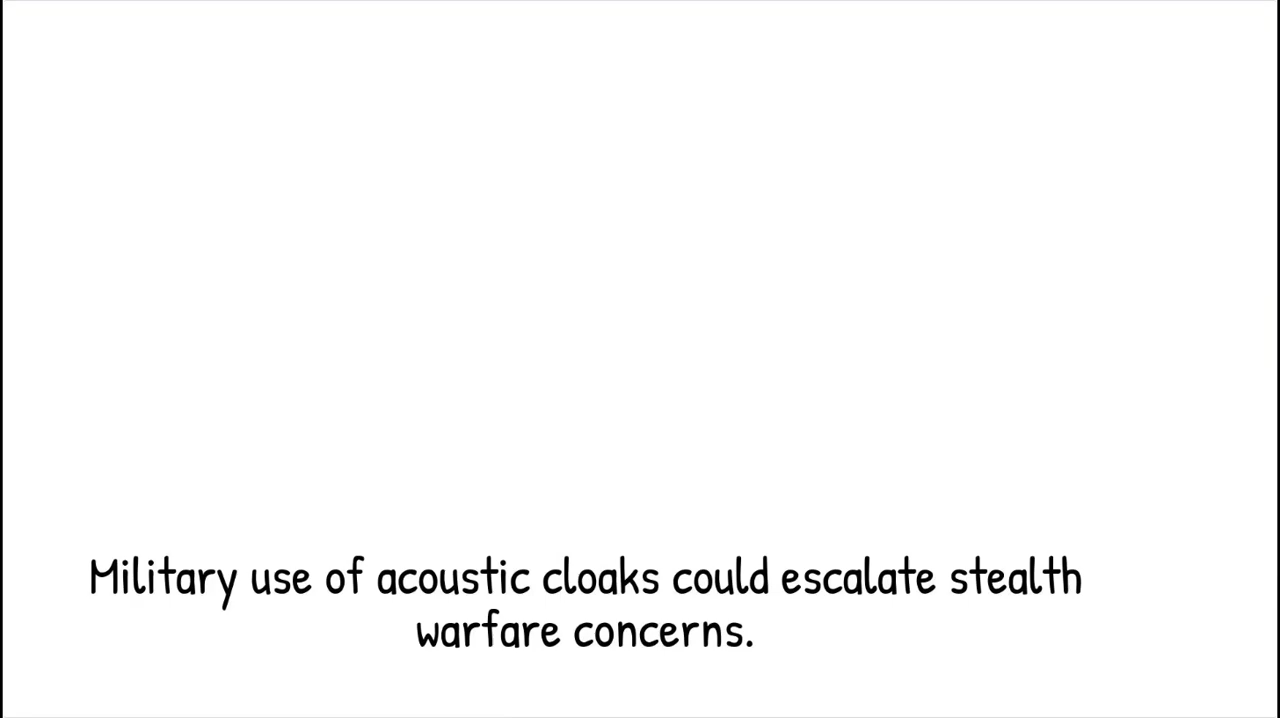 Military use of acoustic cloaks could escalate stealth
warfare concerns.